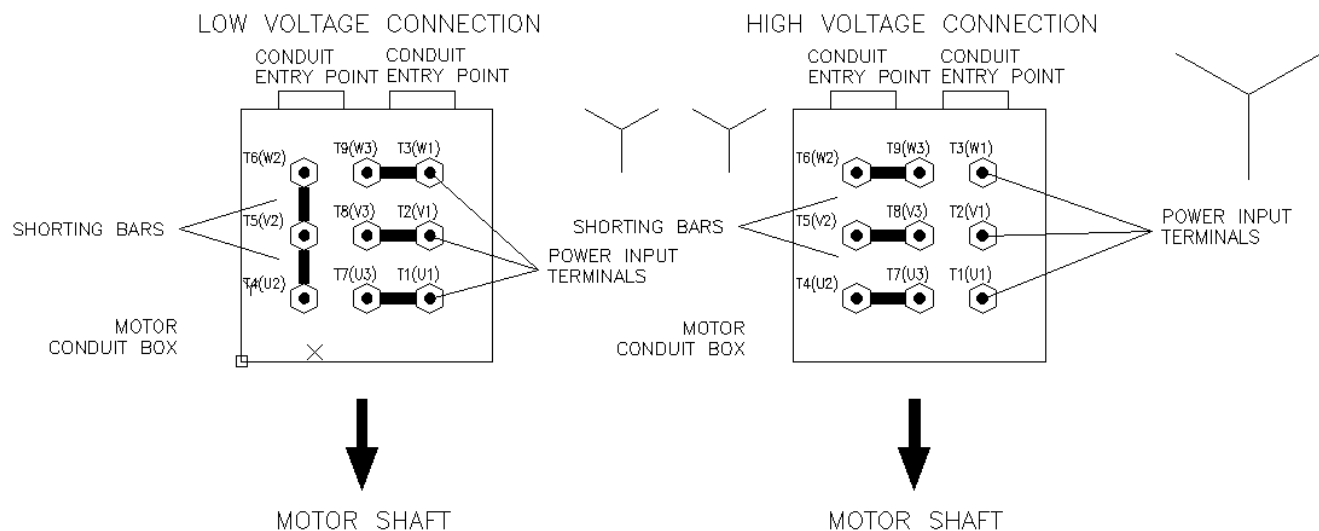 LOW VOLTAGE CONNECTION
CONDUIT
ENTRY POINT
CONDUIT
ENTRY POINT
T6(W2)
T9(W3)
T3(W1)
T5(V2)
T8(V3)
T2(V1)
T4(U2)
T7(U3)
T1(U1)
SHORTING BARS
POWER INPUT
TERMINALS
MOTOR
CONDUIT BOX
MOTOR SHAFT
HIGH VOLTAGE CONNECTION
CONDUIT
ENTRY POINT
CONDUIT
ENTRY POINT
T6(W2)
T9(W3)
T3(W1)
T5(V2)
T8(V3)
T2(V1)
T4(U2)
T7(U3)
T1(U1)
SHORTING BARS
POWER INPUT
TERMINALS
MOTOR
CONDUIT BOX
MOTOR SHAFT